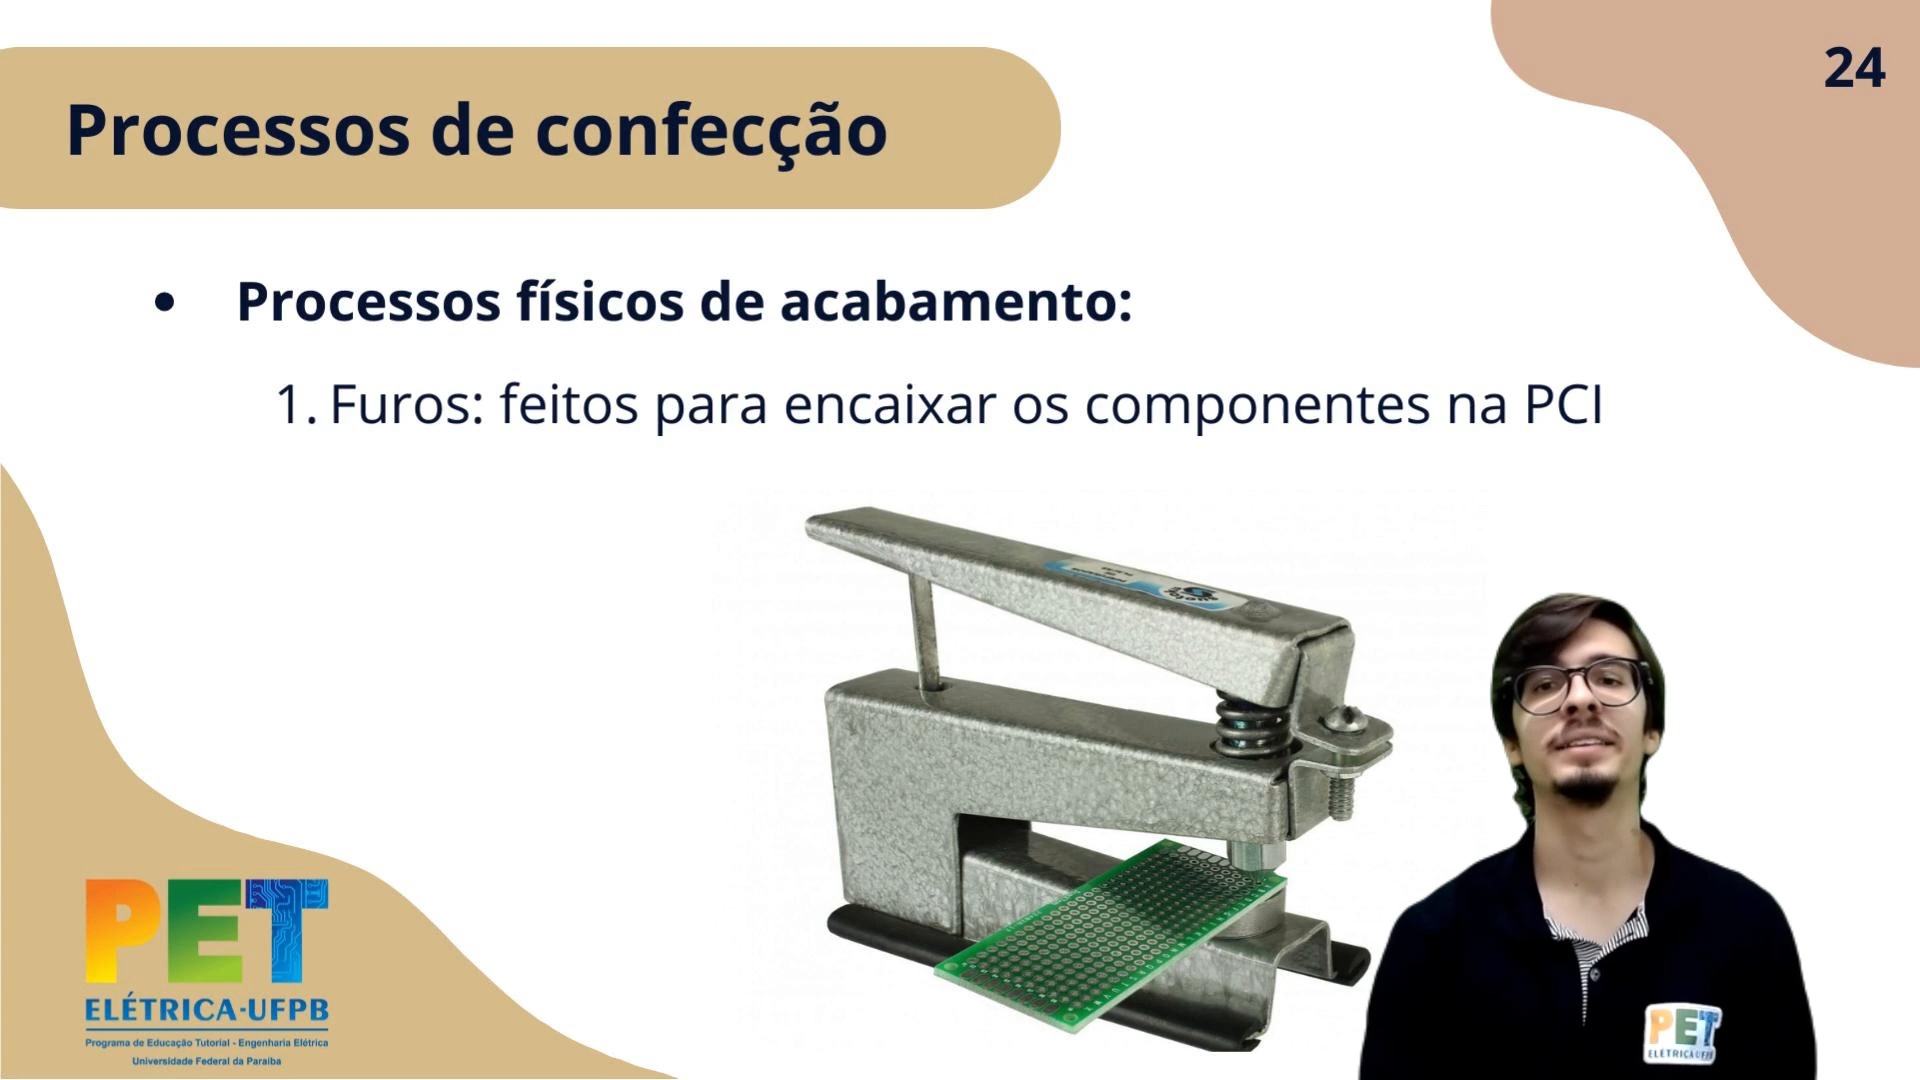 24
Processos de confecção
• Processos físicos de acabamento:
1. Furos: feitos para encaixar os componentes na PCI
PET
ELÉTRICA-UFPB
Programa de Educação Tutorial - Engenharia Elétrica
Universidade Federal da Paraíba
PET
ELÉTRICA UFPB